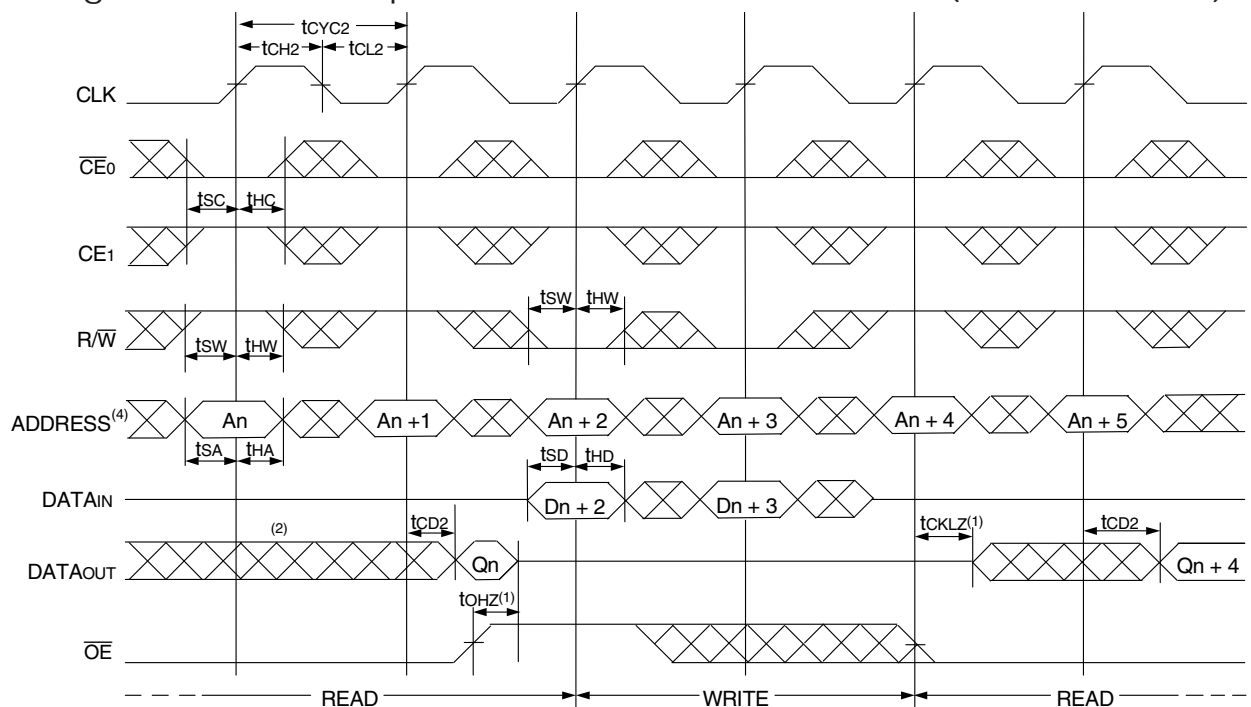 tCYC2
tCH2 tCL2
CLK
CE0
tSC tHC
CE1
tSW tHW
R/W
tSW tHW
ADDRESS(4) An An +1 An + 2 An + 3 An + 4 An + 5
tSA tHA tSD tHD
DATAIN Dn + 2 Dn + 3
(2) tCD2 tCKLZ(1) tCD2
DATAOUT Qn Qn + 4
tOHZ(1)
OE
READ WRITE READ